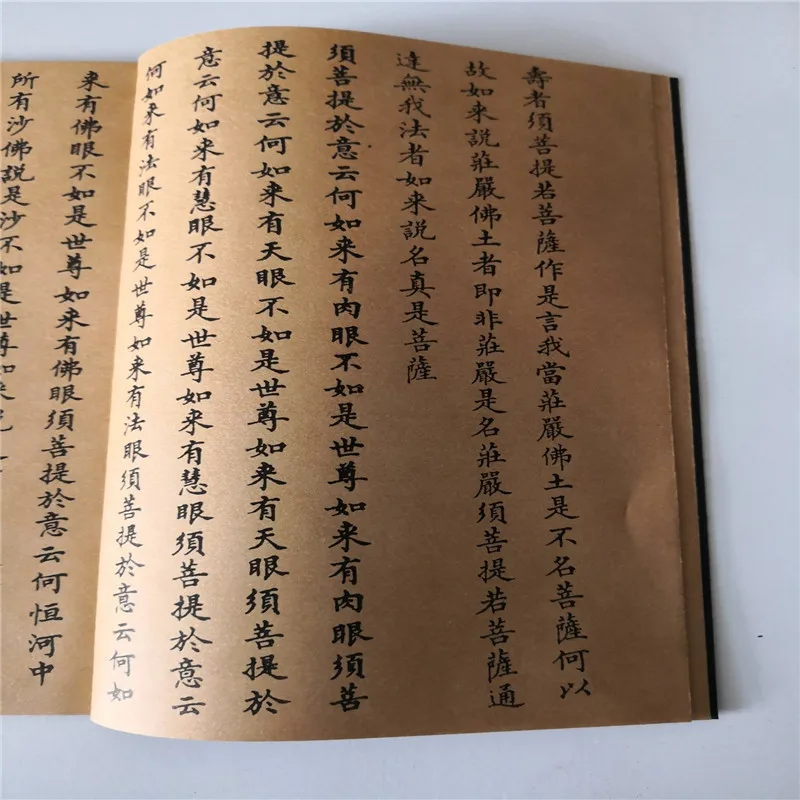 壽者須菩提若菩薩作是言我當莊嚴佛土是不名菩薩何以
故如来說莊嚴佛土者即非莊嚴是名莊嚴須菩提若菩薩通
達無我法者如来說名真是菩薩
須菩提於意云何如来有肉眼不如是世尊如来有肉眼須菩
提於意云何如来有天眼不如是世尊如来有天眼須菩提於
意云何如来有慧眼不如是世尊如来有慧眼須菩提於意云
何如来有法眼不如是世尊如来有法眼須菩提於意云何如
来有佛眼不如是世尊如来有佛眼須菩提於意云何恒河中
所有沙佛說是沙不如是世尊如来